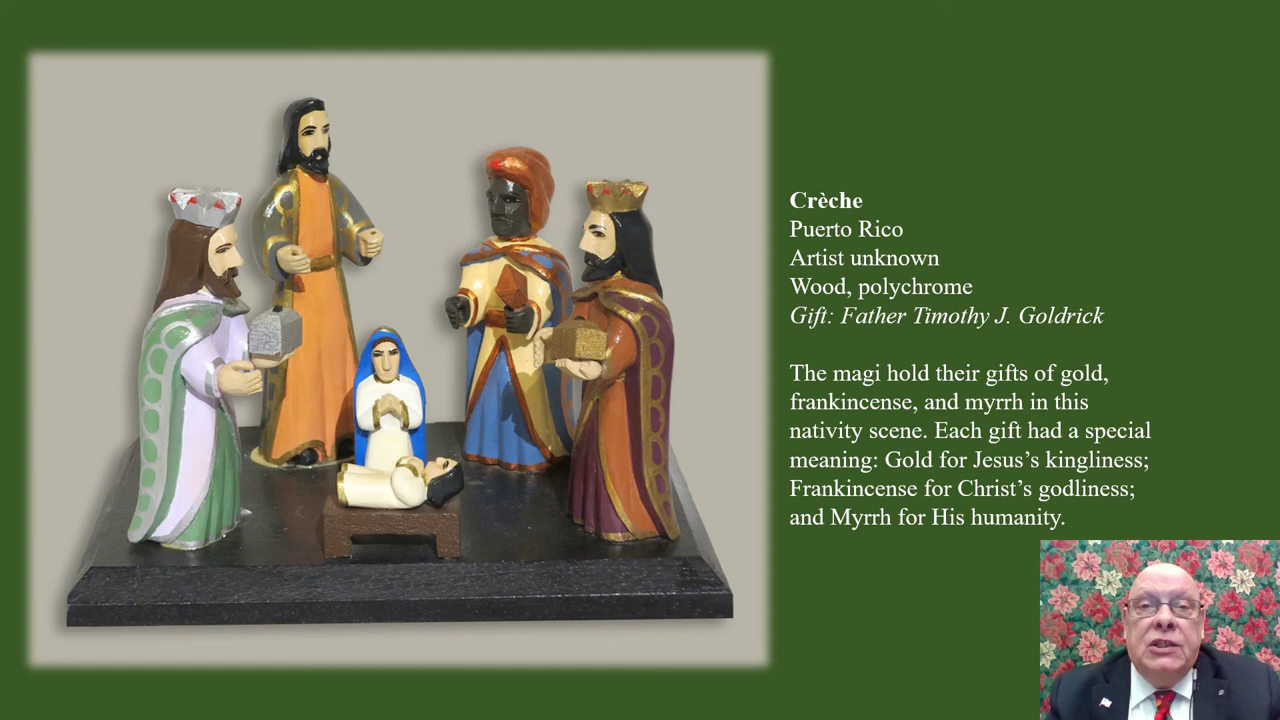 Crèche
Puerto Rico
Artist unknown
Wood, polychrome
Gift: Father Timothy J. Goldrick
The magi hold their gifts of gold,
frankincense, and myrrh in this
nativity scene. Each gift had a special
meaning: Gold for Jesus’s kingliness;
Frankincense for Christ’s godliness;
and Myrrh for His humanity.